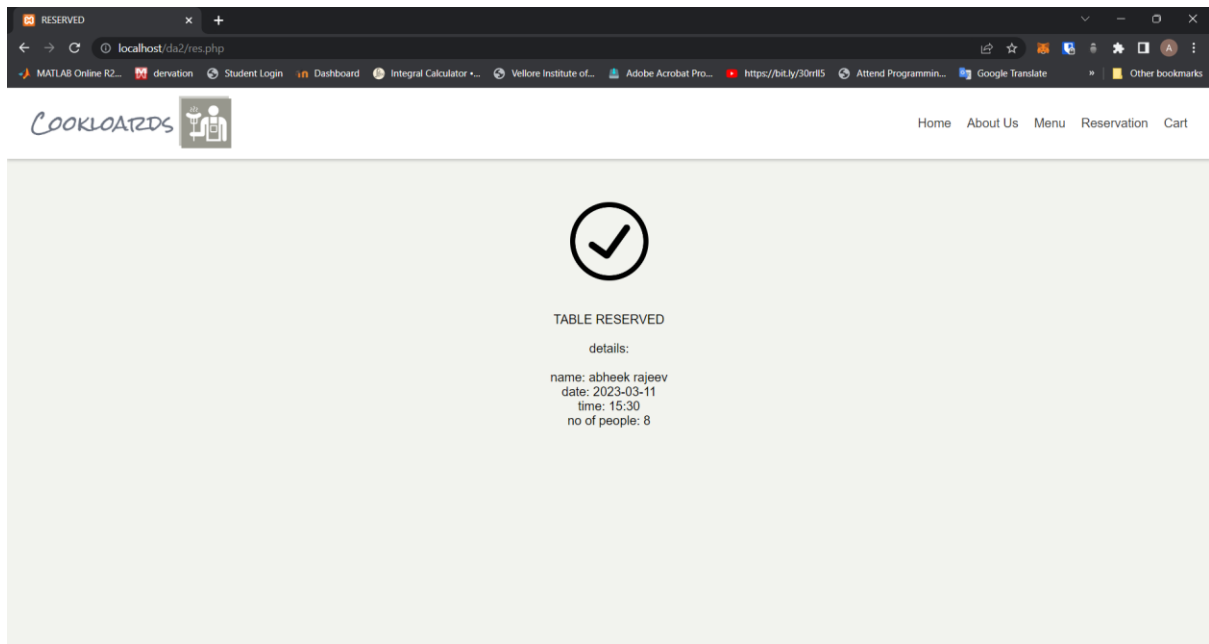 RESERVED
localhost/da2/res.php
A
MATLAB Online R2...
dervation
Student Login
Dashboard
Integral Calculator •...
Vellore Institute of...
Adobe Acrobat Pro...
https://bit.ly/30rrlI5
Attend Programmin...
Google Translate
»
Other bookmarks
COOKLOARDS
Home
About Us
Menu
Reservation
Cart
TABLE RESERVED
details:
name: abheek rajeev
date: 2023-03-11
time: 15:30
no of people: 8